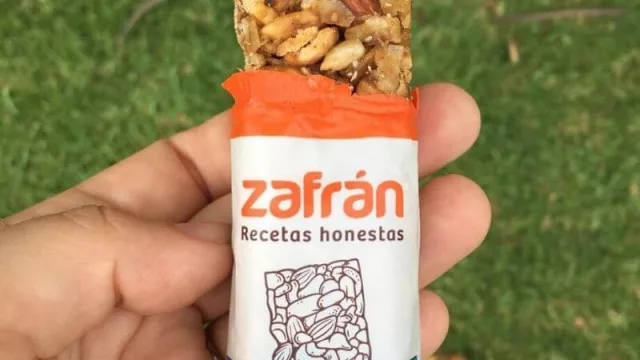 zafrán
Recetas honestas